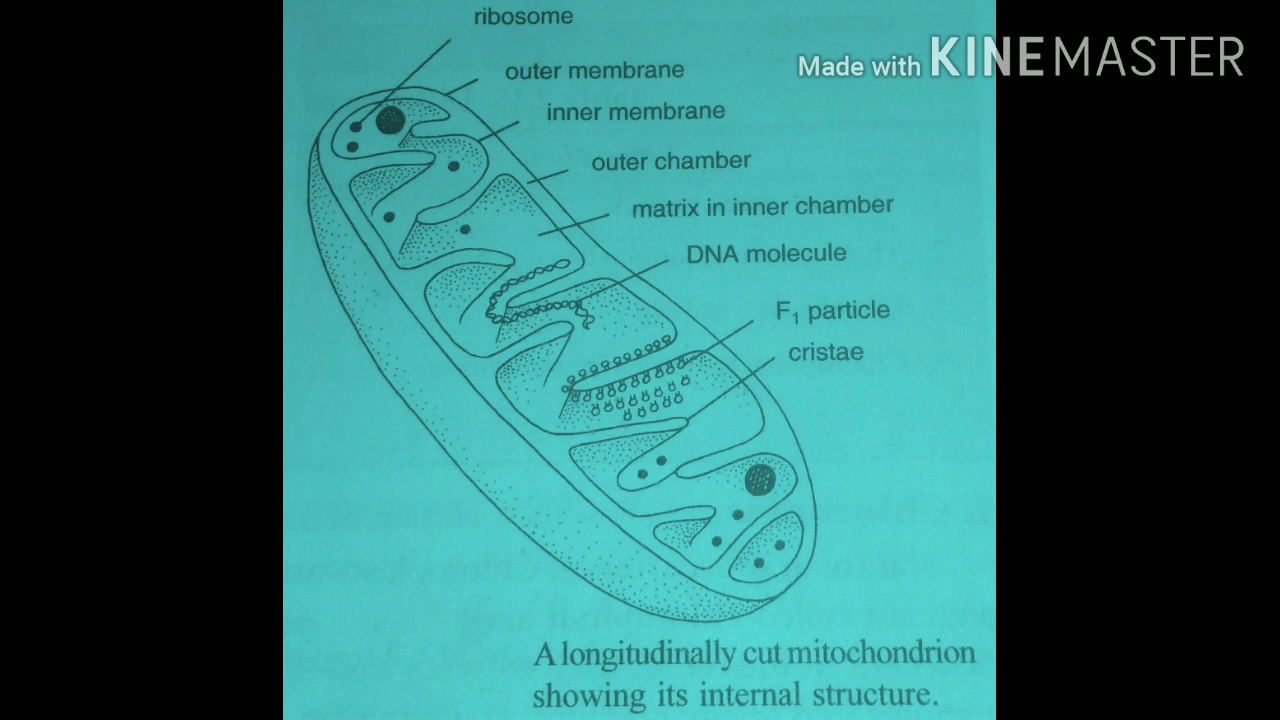 ribosome
Made with KINEMASTER
outer membrane
inner membrane
outer chamber
matrix in inner chamber
DNA molecule
F₁ particle
cristae
A longitudinally cut mitochondrion
showing its internal structure.